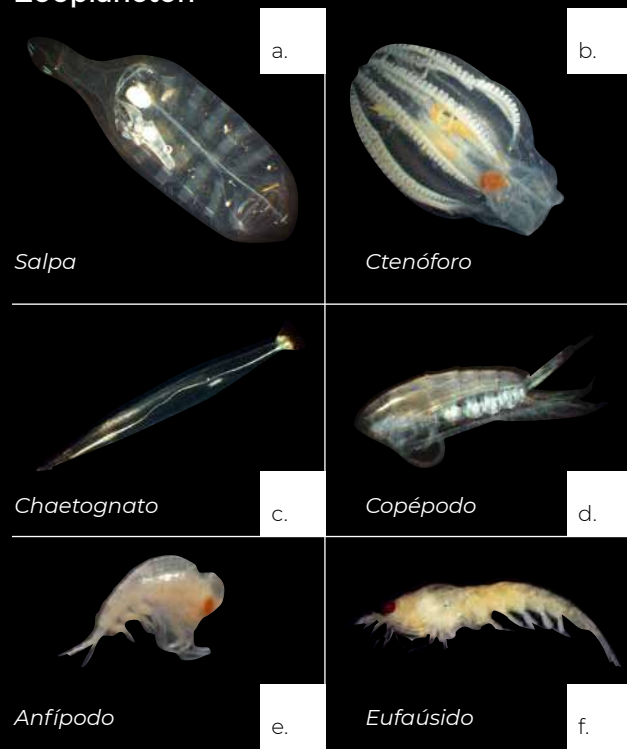 Zooplancton
a.
b.
Salpa
Ctenóforo
Chaetognato
c.
Copépodo
d.
Anfípodo
e.
Eufaúsido
f.